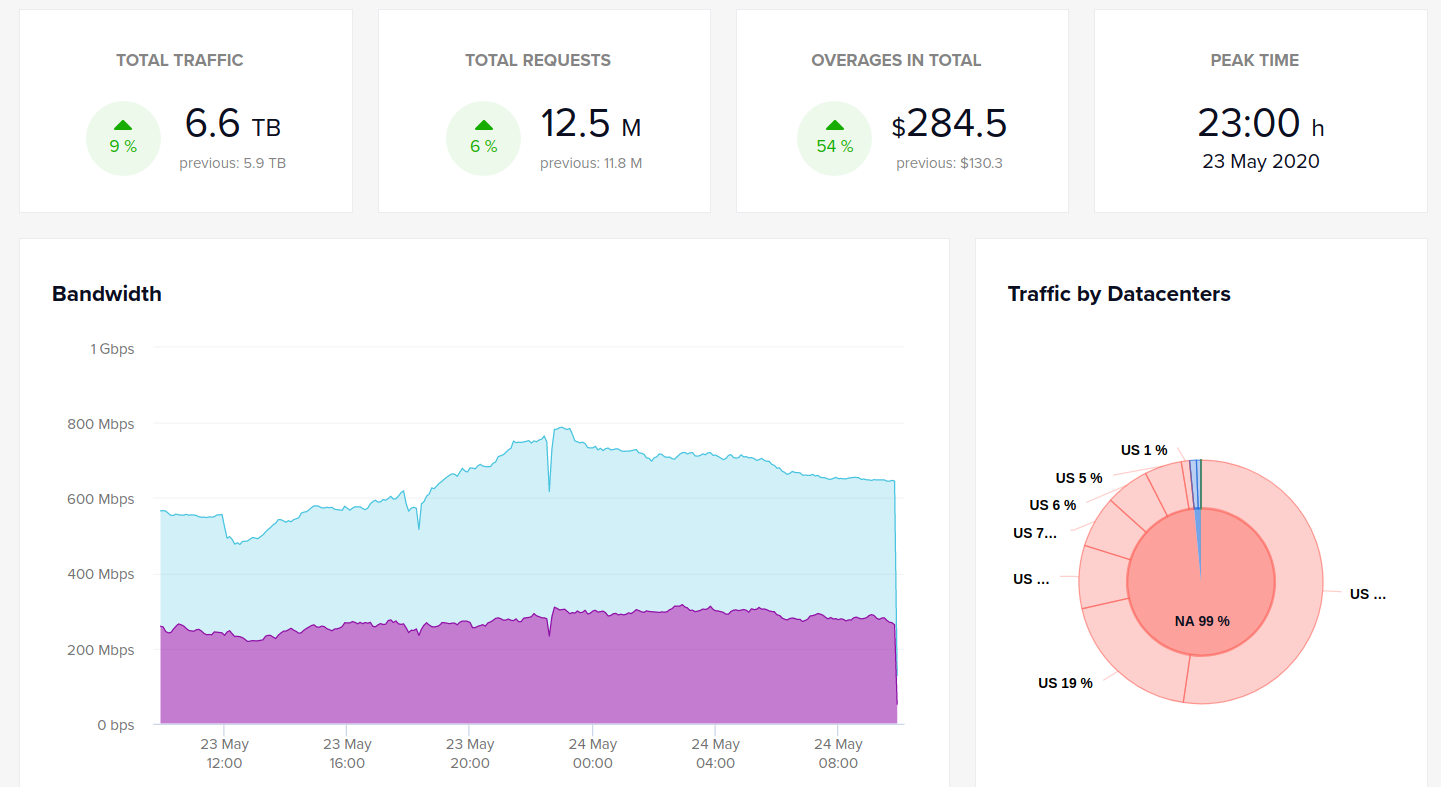 TOTAL TRAFFIC
9 %
6.6 TB
previous: 5.9 TB
TOTAL REQUESTS
6 %
12.5 M
previous: 11.8 M
OVERAGES IN TOTAL
54 %
$284.5
previous: $130.3
PEAK TIME
23:00 h
23 May 2020
Bandwidth
1 Gbps
800 Mbps
600 Mbps
400 Mbps
200 Mbps
0 bps
23 May
12:00
23 May
16:00
23 May
20:00
24 May
00:00
24 May
04:00
24 May
08:00
Traffic by Datacenters
US 1 %
US 5 %
US 6 %
US 7...
US ...
US ...
NA 99 %
US 19 %